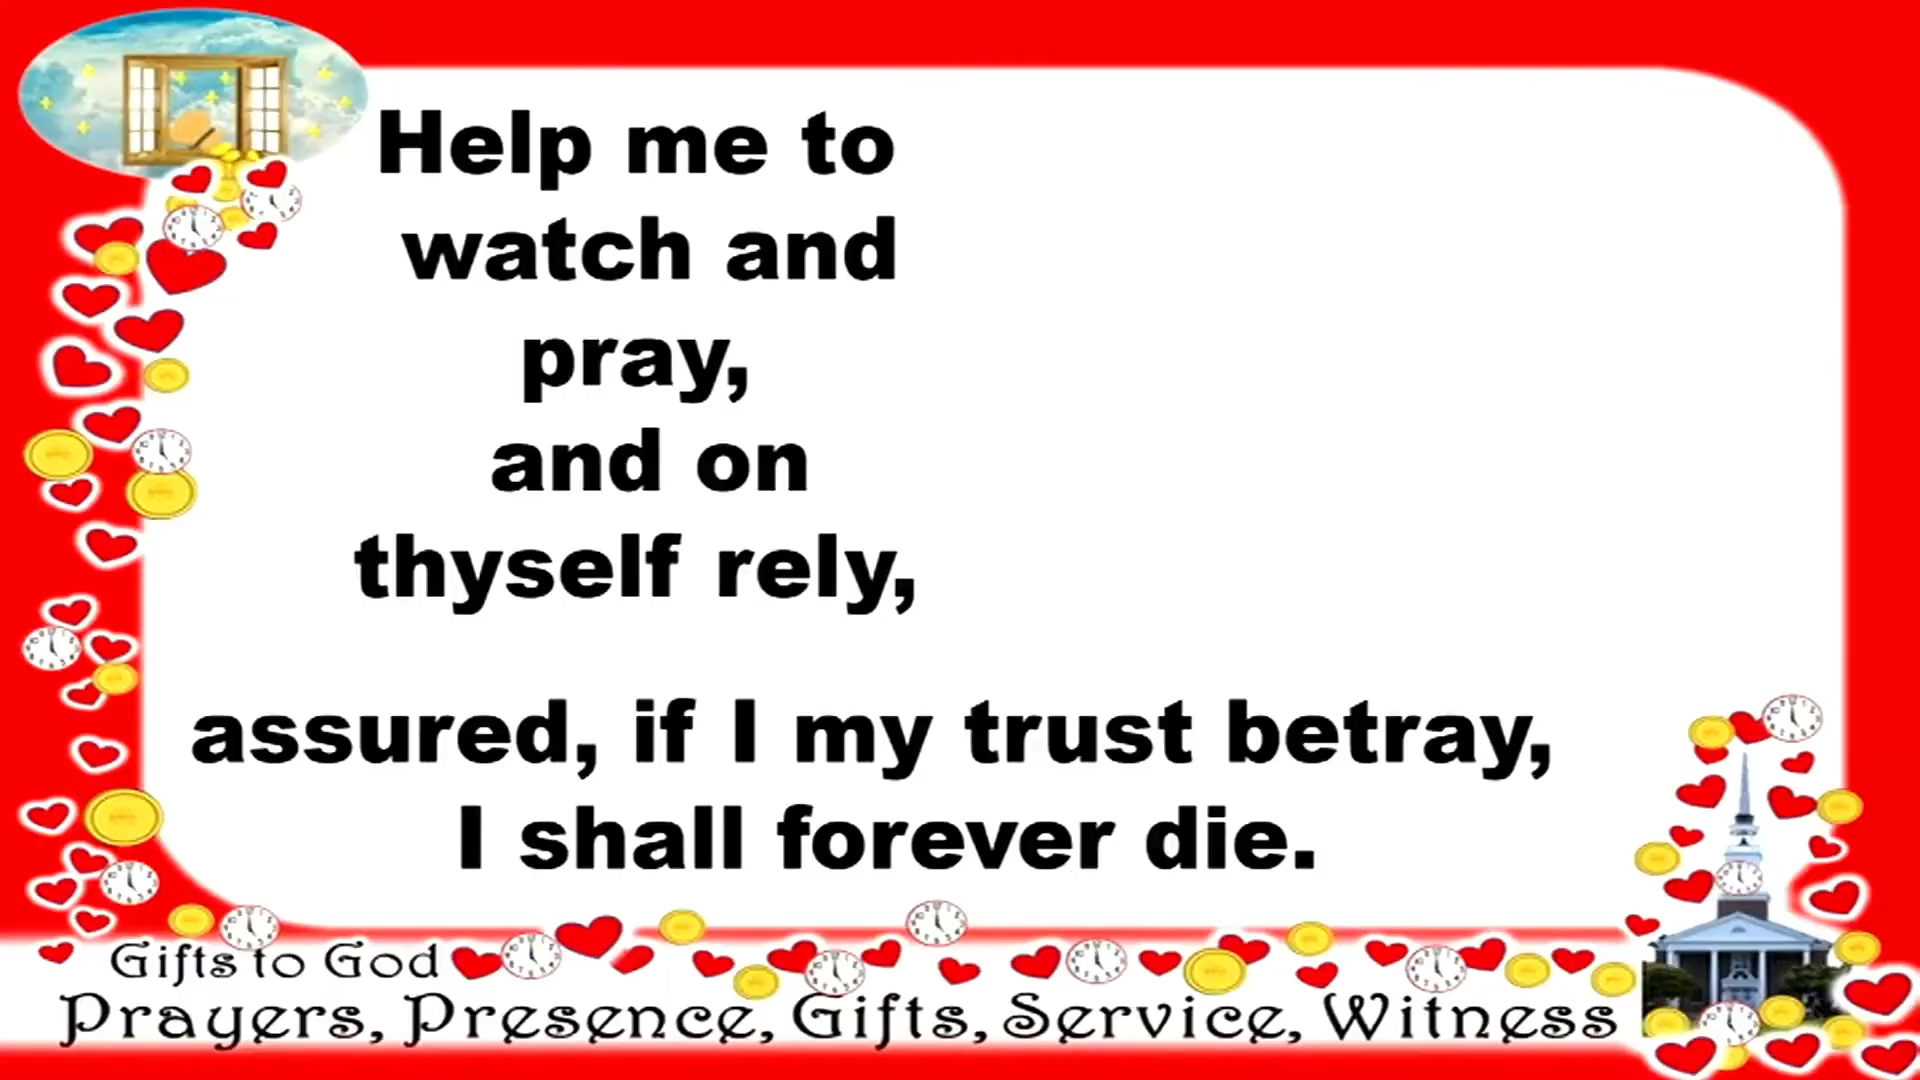 Help me to
watch and
pray,
and on
thyself rely,
assured, if I my trust betray,
I shall forever die.
Gifts to God
Prayers, Presence, Gifts, Service, Witness